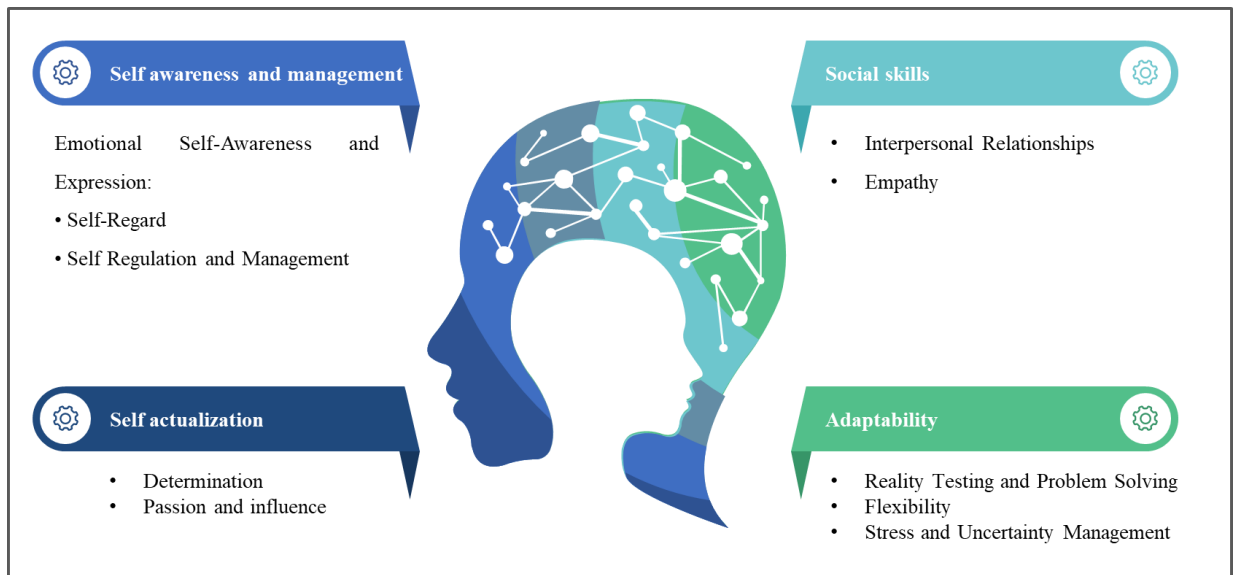 Self awareness and management
Emotional Self-Awareness and
Expression:
• Self-Regard
• Self Regulation and Management
Social skills
• Interpersonal Relationships
• Empathy
Self actualization
• Determination
• Passion and influence
Adaptability
• Reality Testing and Problem Solving
• Flexibility
• Stress and Uncertainty Management